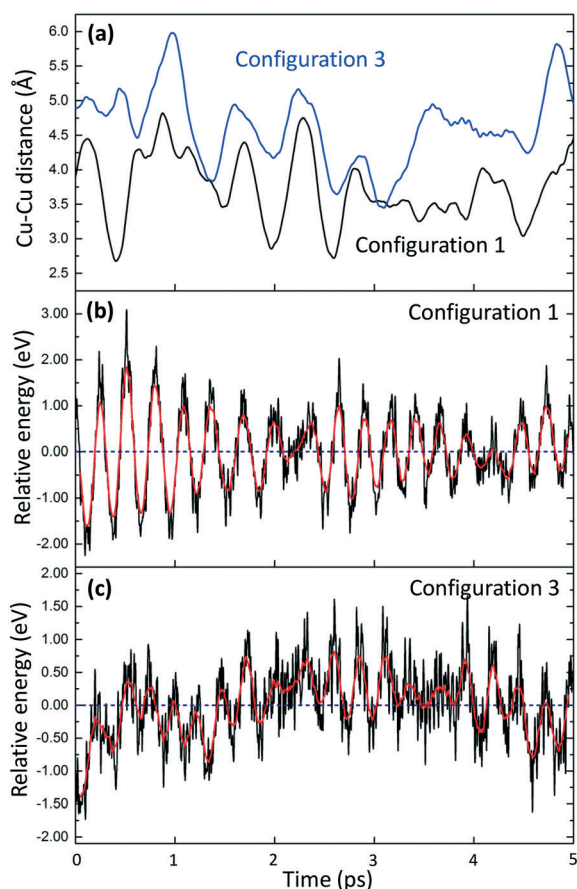 (a)
Configuration 3
Configuration 1
Cu-Cu distance (Å)
6.0
5.5
5.0
4.5
4.0
3.5
3.0
2.5
(b)
Configuration 1
Relative energy (eV)
3.00
2.00
1.00
0.00
-1.00
-2.00
(c)
Configuration 3
Relative energy (eV)
2.00
1.50
1.00
0.50
0.00
-0.50
-1.00
-1.50
2.00
0 1 2 3 4 5
Time (ps)